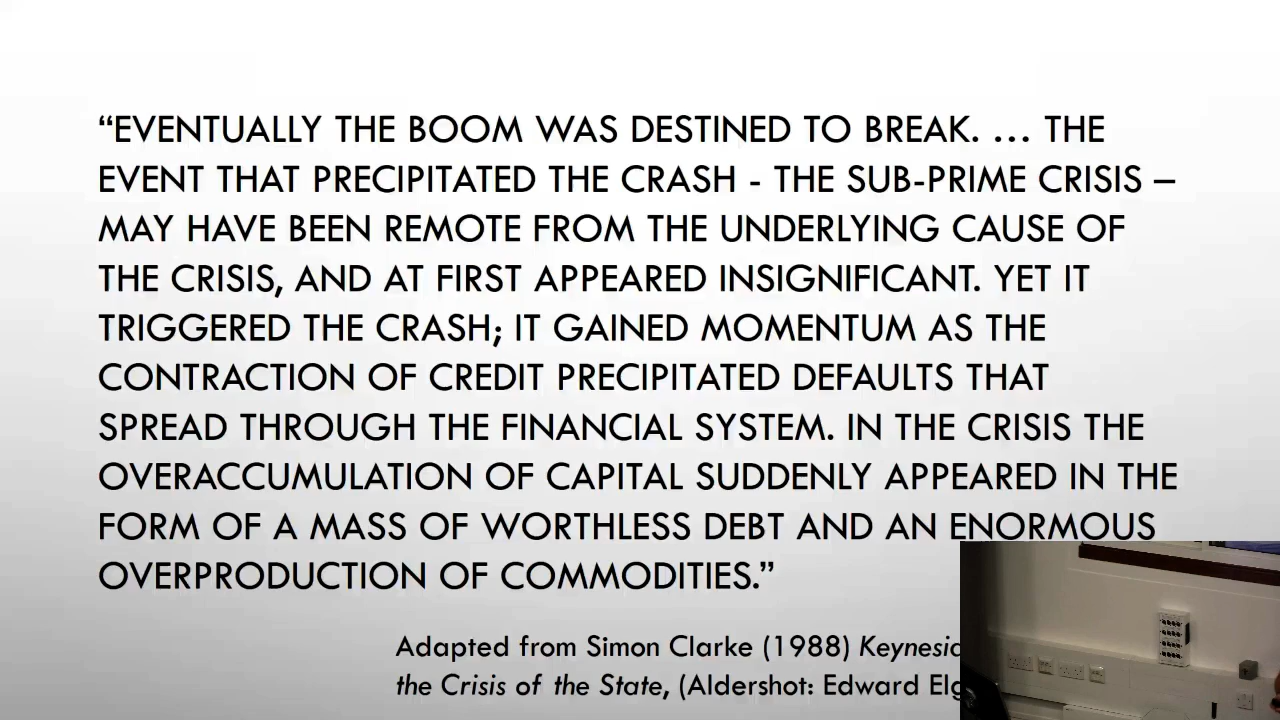 “EVENTUALLY THE BOOM WAS DESTINED TO BREAK. … THE
EVENT THAT PRECIPITATED THE CRASH - THE SUB-PRIME CRISIS –
MAY HAVE BEEN REMOTE FROM THE UNDERLYING CAUSE OF
THE CRISIS, AND AT FIRST APPEARED INSIGNIFICANT. YET IT
TRIGGERED THE CRASH; IT GAINED MOMENTUM AS THE
CONTRACTION OF CREDIT PRECIPITATED DEFAULTS THAT
SPREAD THROUGH THE FINANCIAL SYSTEM. IN THE CRISIS THE
OVERACCUMULATION OF CAPITAL SUDDENLY APPEARED IN THE
FORM OF A MASS OF WORTHLESS DEBT AND AN ENORMOUS
OVERPRODUCTION OF COMMODITIES.”
Adapted from Simon Clarke (1988)
the Crisis of the State, (Aldershot: Edward